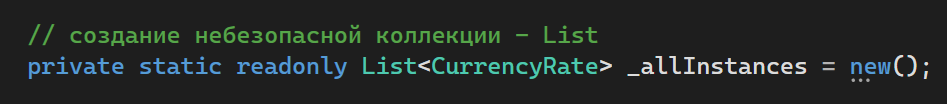 // создание небезопасной коллекции – List
private static readonly List<CurrencyRate> _allInstances = new();